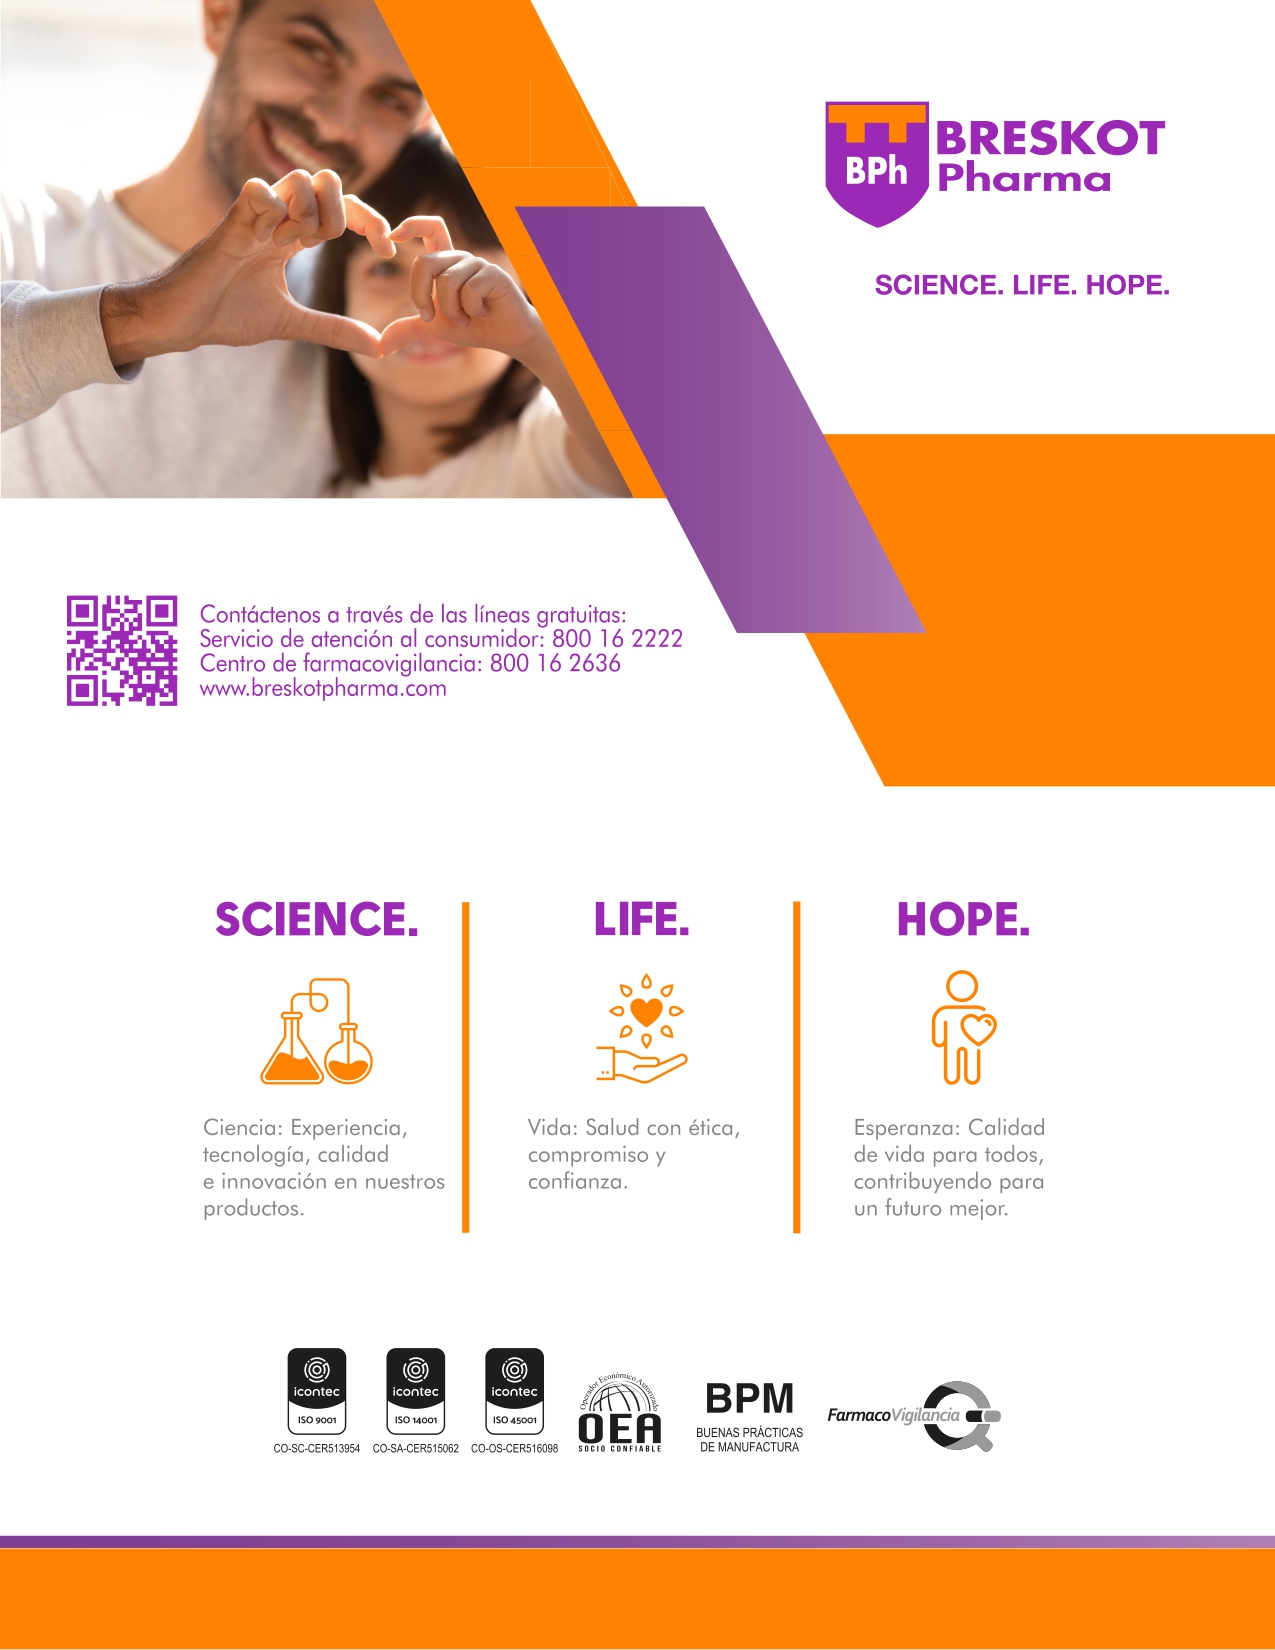 BPh
BRESKOT
Pharma
SCIENCE. LIFE. HOPE.
Contáctenos a través de las líneas gratuitas:
Servicio de atención al consumidor: 800 16 2222
Centro de farmacovigilancia: 800 16 2636
www.breskotpharma.com
SCIENCE.
Ciencia: Experiencia,
tecnología, calidad
e innovación en nuestros
productos.
LIFE.
Vida: Salud con ética,
compromiso y
confianza.
HOPE.
Esperanza: Calidad
de vida para todos,
contribuyendo para
un futuro mejor.
icontec
ISO 9001
CO-SC-CER513954
icontec
ISO 14001
CO-SA-CER515062
icontec
ISO 45001
CO-OS-CER516098
Operador Económico Autorizado
OEA
SOCIO CONFIABLE
BPM
BUENAS PRÁCTICAS
DE MANUFACTURA
FarmacoVigilancia